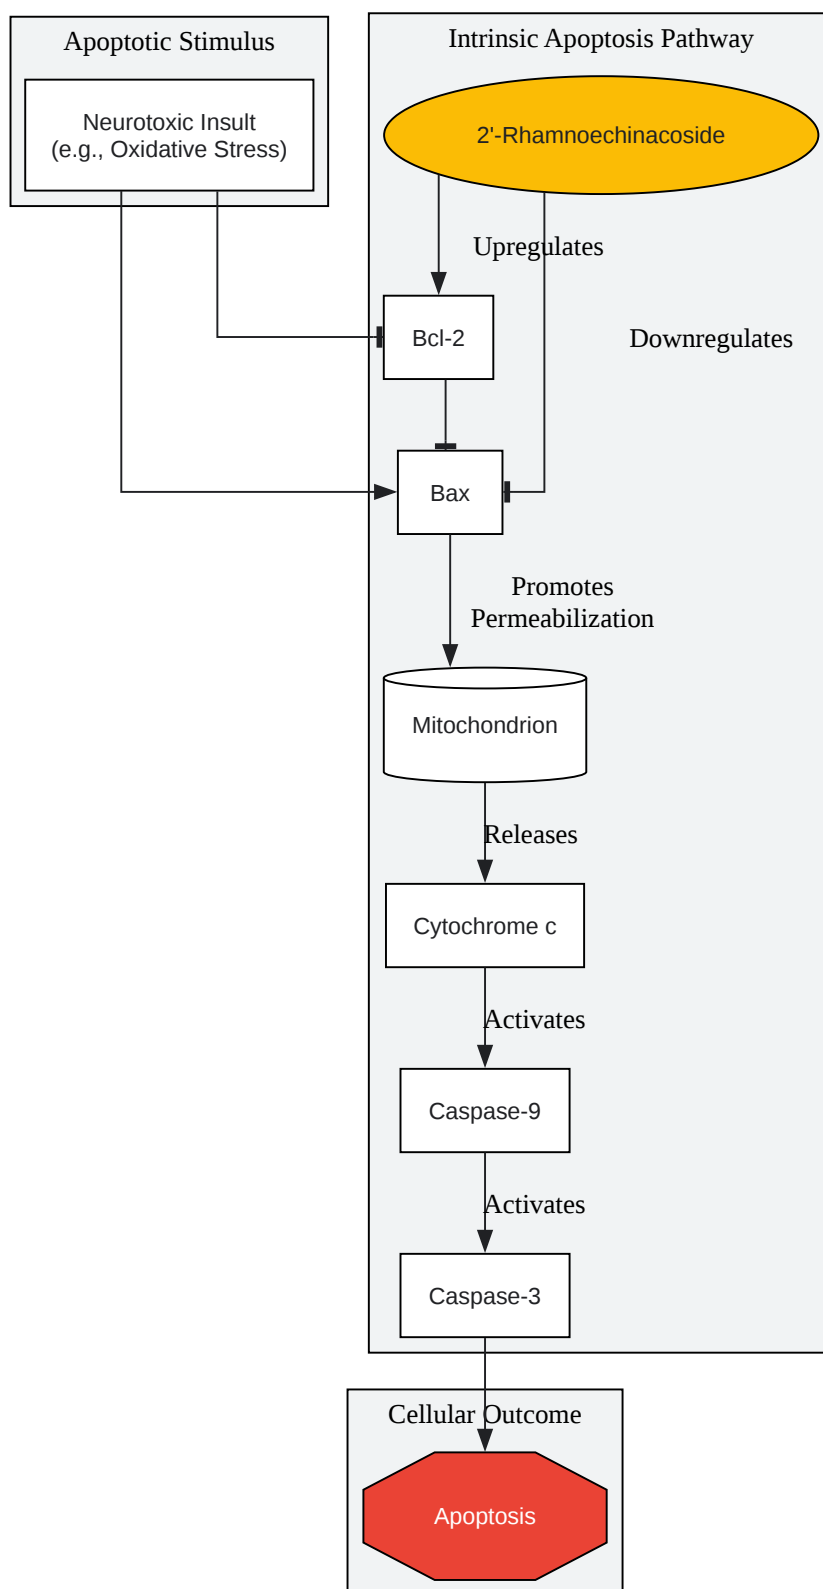 Apoptotic Stimulus
Neurotoxic Insult
(e.g., Oxidative Stress)
Intrinsic Apoptosis Pathway
2'-Rhamnoechinacoside
Upregulates
Bcl-2
Downregulates
Bax
Promotes
Permeabilization
Mitochondrion
Releases
Cytochrome c
Activates
Caspase-9
Activates
Caspase-3
Cellular Outcome
Apoptosis